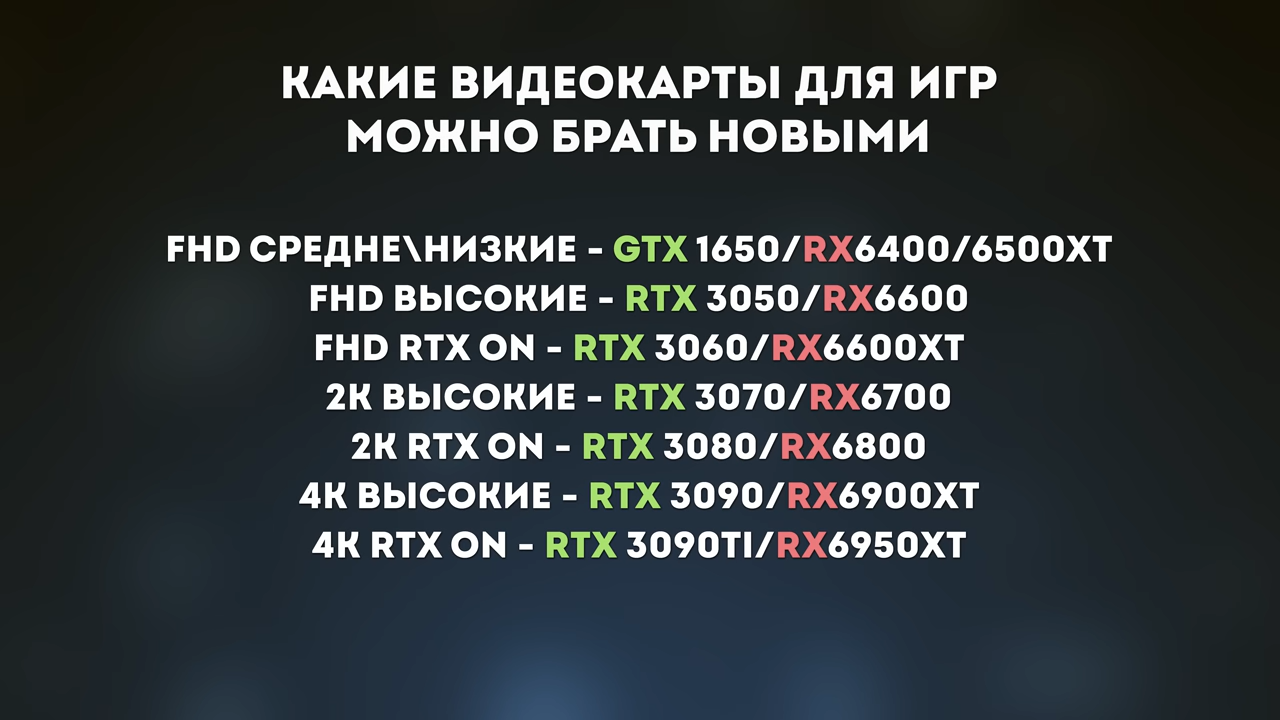 КАКИЕ ВИДЕОКАРТЫ ДЛЯ ИГР
МОЖНО БРАТЬ НОВЫМИ
FHD СРЕДНЕ\НИЗКИЕ - GTX 1650/RX6400/6500XT
FHD ВЫСОКИЕ - RTX 3050/RX6600
FHD RTX ON - RTX 3060/RX6600XT
2К ВЫСОКИЕ - RTX 3070/RX6700
2К RTX ON - RTX 3080/RX6800
4К ВЫСОКИЕ - RTX 3090/RX6900XT
4К RTX ON - RTX 3090TI/RX6950XT